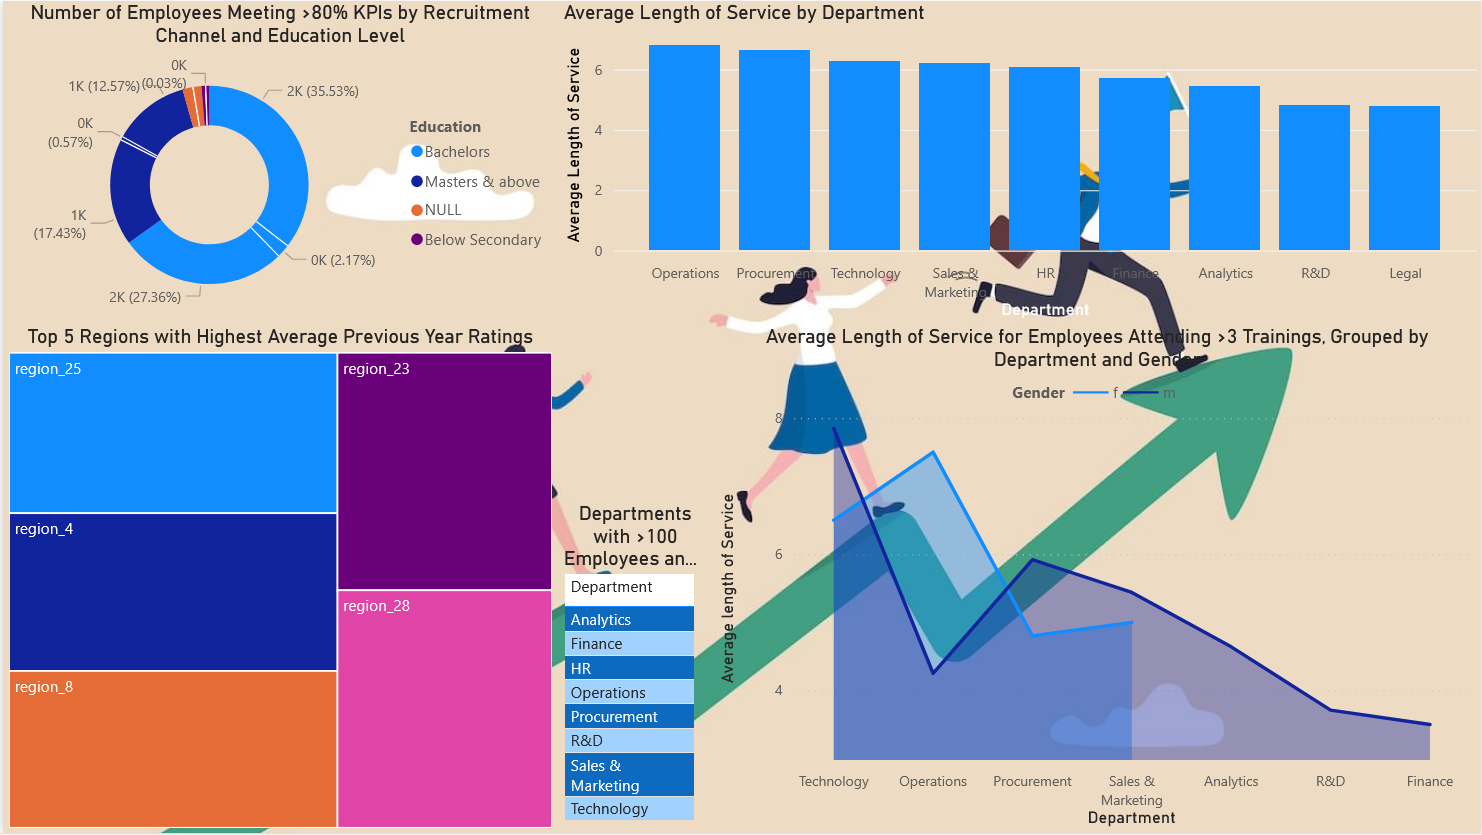 Number of Employees Meeting >80% KPIs by Recruitment
Channel and Education Level
0K
(0.03%)
1K (12.57%)
2K (35.53%)
0K
(0.57%)
1K
(17.43%)
0K (2.17%)
2K (27.36%)
Education
Bachelors
Masters & above
NULL
Below Secondary
Average Length of Service by Department
Average Length of Service
6
4
2
0
Operations
Procurement
Technology
Sales &
Marketing
HR
Finance
Analytics
R&D
Legal
Department
Top 5 Regions with Highest Average Previous Year Ratings
region_25
region_23
region_4
region_28
region_8
Departments
with >100
Employees an...
Department
Analytics
Finance
HR
Operations
Procurement
R&D
Sales &
Marketing
Technology
Average Length of Service for Employees Attending >3 Trainings, Grouped by
Department and Gender
Gender f m
Average length of Service
8
6
4
Technology
Operations
Procurement
Sales &
Marketing
Analytics
R&D
Finance
Department